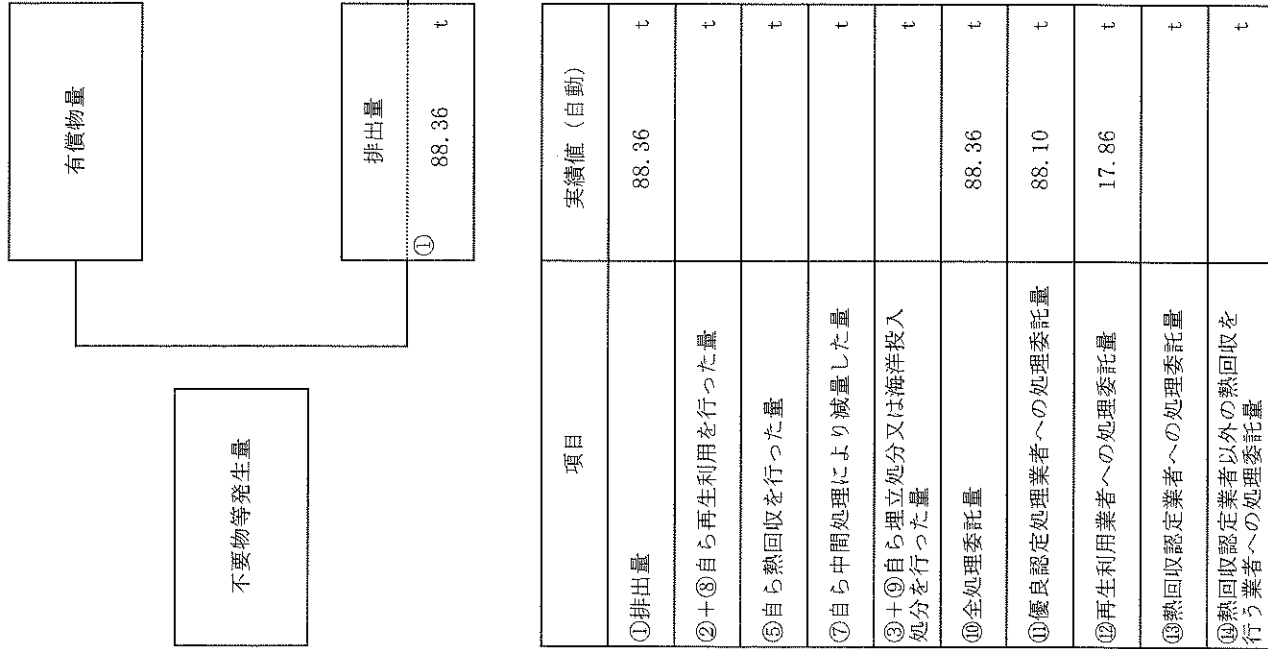 有償物量
不要物等発生量
排出量
① 88.36 t
項目 実績値（自動）
①排出量 88.36 t
②+⑧自ら再生利用を行った量 t
⑤自ら熱回収を行った量 t
⑦自ら中間処理により減量した量 t
③+⑨自ら埋立処分又は海洋投入
処分を行った量 t
⑩全処理委託量 88.36 t
⑪優良認定処理業者への処理委託量 88.10 t
⑫再生利用業者への処理委託量 17.86 t
⑬熱回収認定業者への処理委託量 t
⑭熱回収認定業者以外の熱回収を
行う業者への処理委託量 t